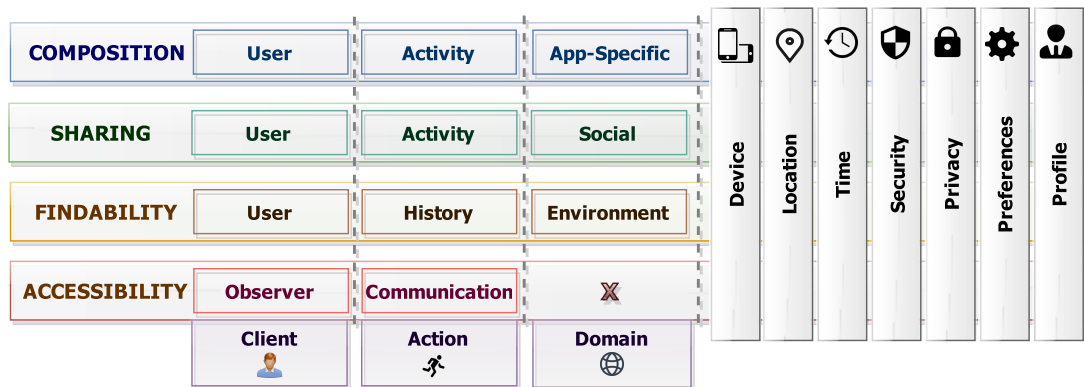 COMPOSITION User Activity App-Specific
SHARING User Activity Social
FINDABILITY User History Environment
ACCESSIBILITY Observer Communication X
Client Action Domain
Device
Location
Time
Security
Privacy
Preferences
Profile